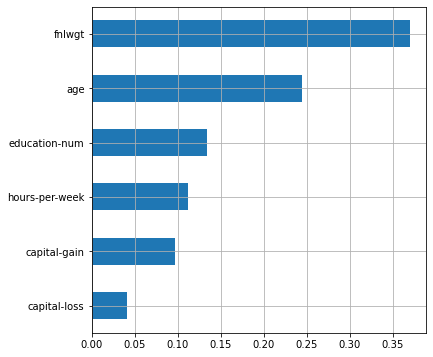 fnlwgt
age
education-num
hours-per-week
capital-gain
capital-loss
0.00 0.05 0.10 0.15 0.20 0.25 0.30 0.35